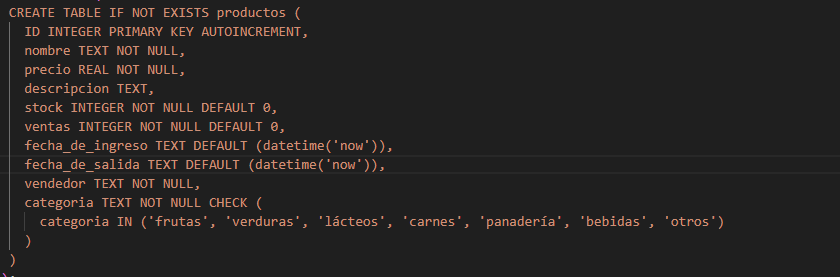 CREATE TABLE IF NOT EXISTS productos (
ID INTEGER PRIMARY KEY AUTOINCREMENT,
nombre TEXT NOT NULL,
precio REAL NOT NULL,
descripcion TEXT,
stock INTEGER NOT NULL DEFAULT 0,
ventas INTEGER NOT NULL DEFAULT 0,
fecha_de_ingreso TEXT DEFAULT (datetime('now')),
fecha_de_salida TEXT DEFAULT (datetime('now')),
vendedor TEXT NOT NULL,
categoria TEXT NOT NULL CHECK (
categoria IN ('frutas', 'verduras', 'lácteos', 'carnes', 'panadería', 'bebidas', 'otros')
)
)